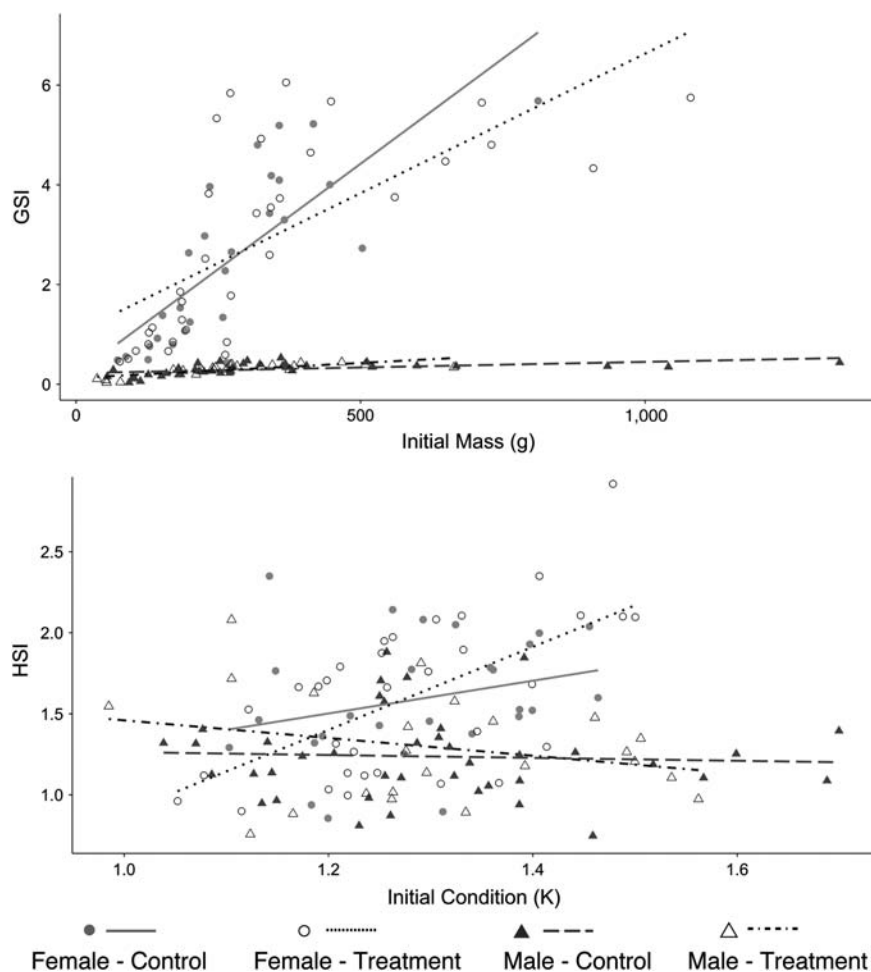 6
4
2
0
GSI
0
500
1,000
Initial Mass (g)
2.5
2.0
1.5
1.0
HSI
1.0
1.2
1.4
1.6
Initial Condition (K)
Female - Control
Female - Treatment
Male - Control
Male - Treatment